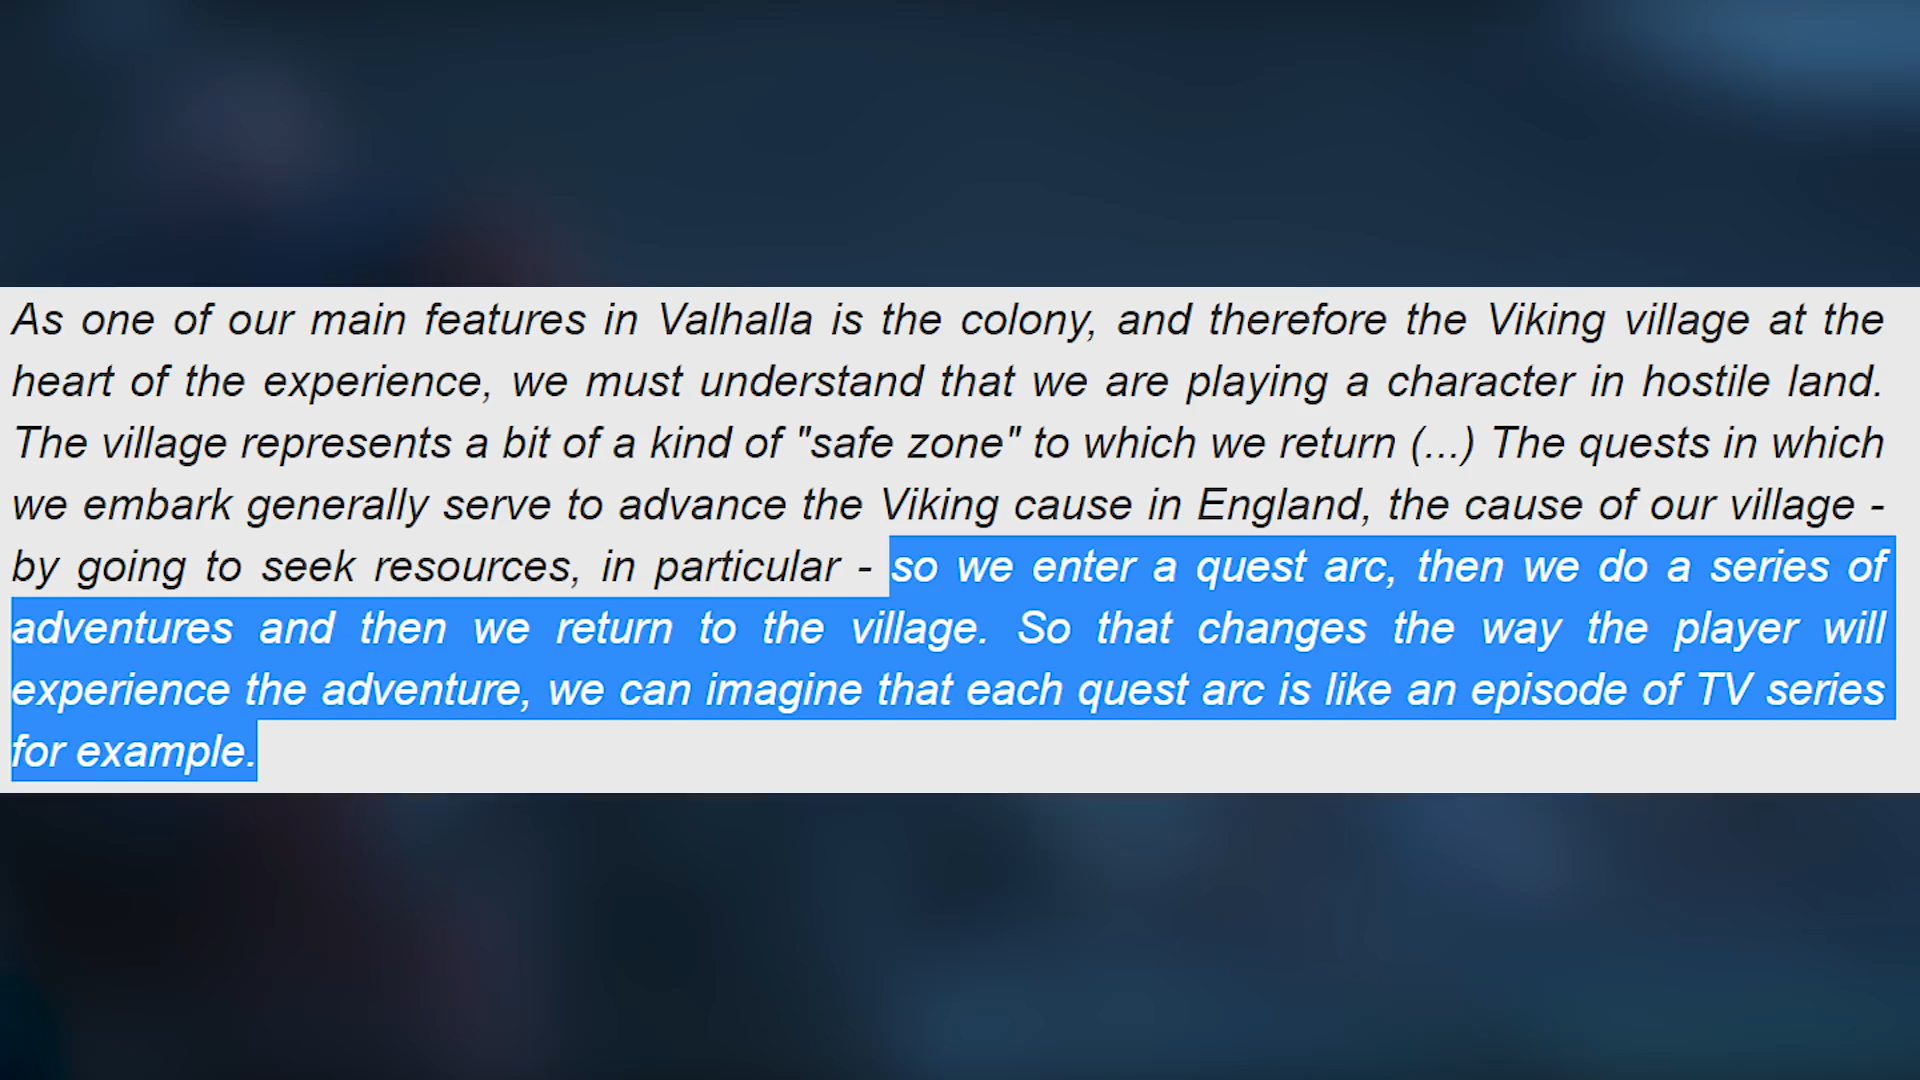 As one of our main features in Valhalla is the colony, and therefore the Viking village at the
heart of the experience, we must understand that we are playing a character in hostile land.
The village represents a bit of a kind of "safe zone" to which we return (...) The quests in which
we embark generally serve to advance the Viking cause in England, the cause of our village -
by going to seek resources, in particular - so we enter a quest arc, then we do a series of
adventures and then we return to the village. So that changes the way the player will
experience the adventure, we can imagine that each quest arc is like an episode of TV series
for example.